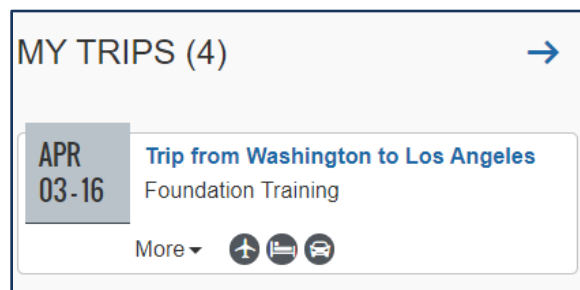 MY TRIPS (4)
APR
03-16
Trip from Washington to Los Angeles
Foundation Training
More